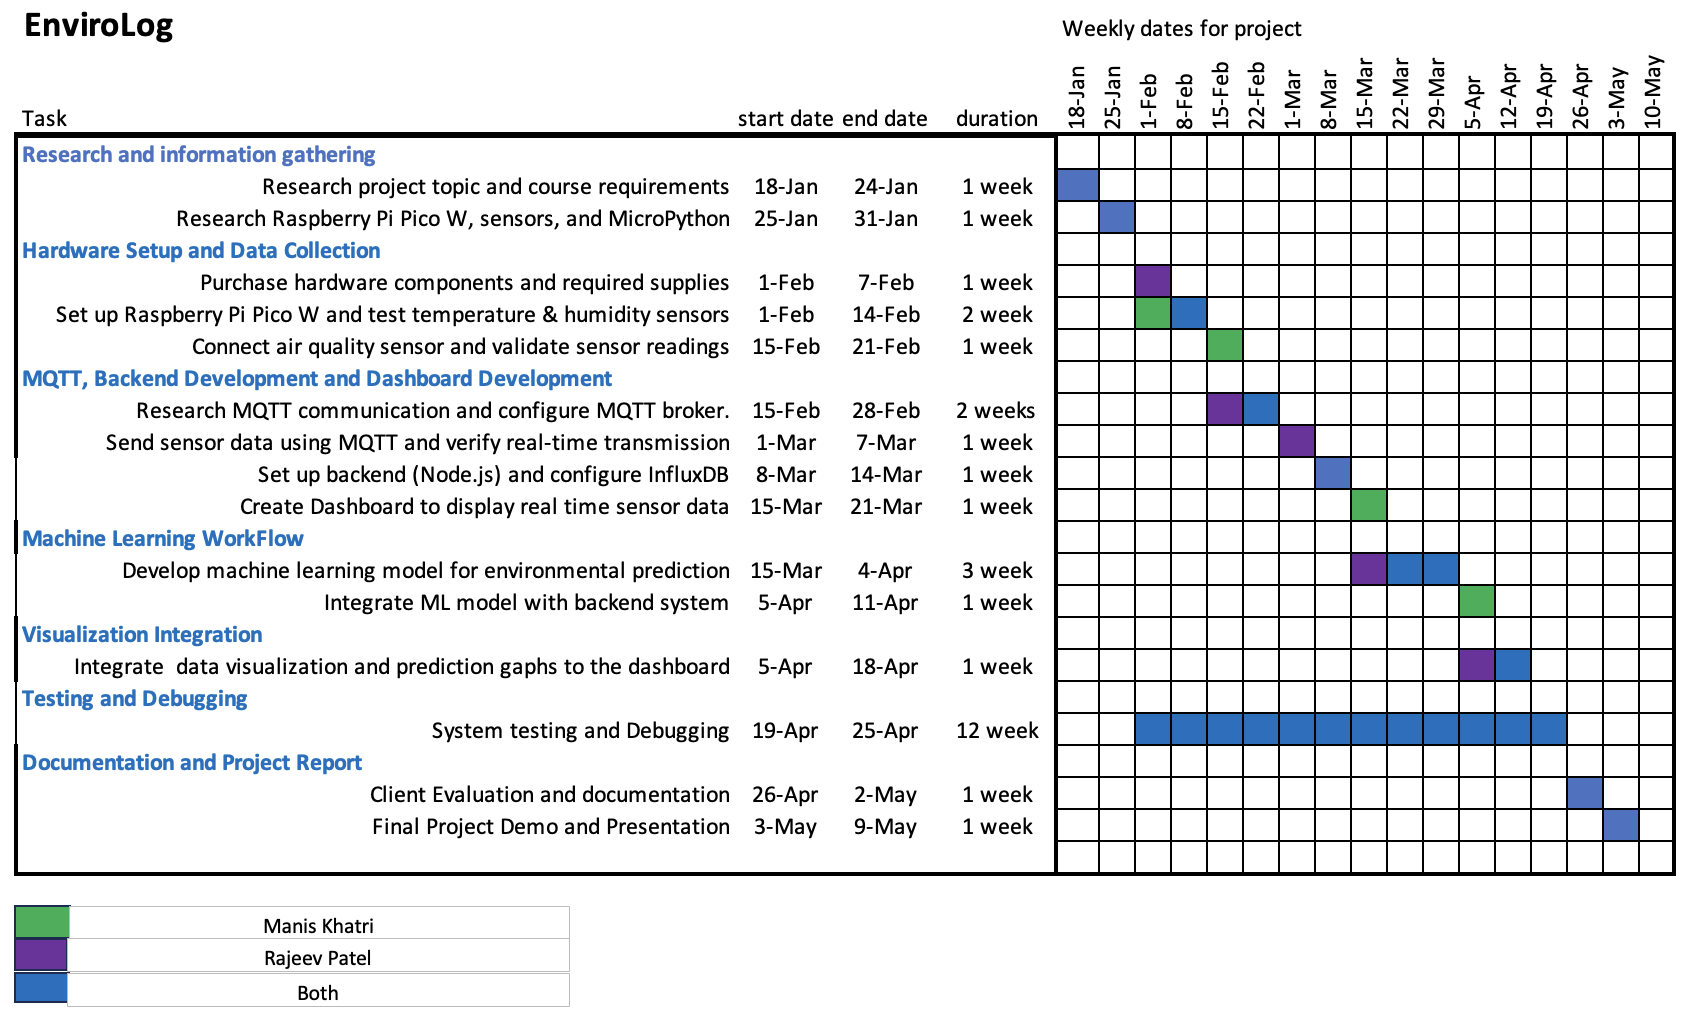 EnviroLog
Weekly dates for project
Task start date end date duration 18-Jan 25-Jan 1-Feb 8-Feb 15-Feb 22-Feb 1-Mar 8-Mar 15-Mar 22-Mar 29-Mar 5-Apr 12-Apr 19-Apr 26-Apr 3-May 10-May
Research and information gathering
Research project topic and course requirements 18-Jan 24-Jan 1 week
Research Raspberry Pi Pico W, sensors, and MicroPython 25-Jan 31-Jan 1 week
Hardware Setup and Data Collection
Purchase hardware components and required supplies 1-Feb 7-Feb 1 week
Set up Raspberry Pi Pico W and test temperature & humidity sensors 1-Feb 14-Feb 2 week
Connect air quality sensor and validate sensor readings 15-Feb 21-Feb 1 week
MQTT, Backend Development and Dashboard Development
Research MQTT communication and configure MQTT broker. 15-Feb 28-Feb 2 weeks
Send sensor data using MQTT and verify real-time transmission 1-Mar 7-Mar 1 week
Set up backend (Node.js) and configure InfluxDB 8-Mar 14-Mar 1 week
Create Dashboard to display real time sensor data 15-Mar 21-Mar 1 week
Machine Learning WorkFlow
Develop machine learning model for environmental prediction 15-Mar 4-Apr 3 week
Integrate ML model with backend system 5-Apr 11-Apr 1 week
Visualization Integration
Integrate  data visualization and prediction gaphs to the dashboard 5-Apr 18-Apr 1 week
Testing and Debugging
System testing and Debugging 19-Apr 25-Apr 12 week
Documentation and Project Report
Client Evaluation and documentation 26-Apr 2-May 1 week
Final Project Demo and Presentation 3-May 9-May 1 week
Manis Khatri
Rajeev Patel
Both